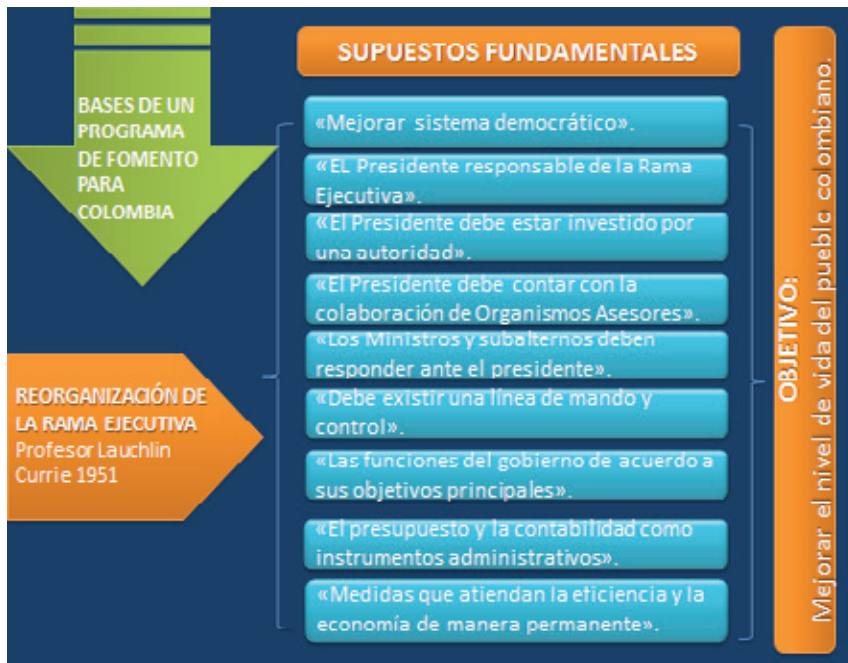 BASES DE UN
PROGRAMA
DE FOMENTO
PARA
COLOMBIA
REORGANIZACIÓN DE
LA RAMA EJECUTIVA
Profesor Lauchlin
Currie 1951
SUPUESTOS FUNDAMENTALES
«Mejorar sistema democrático».
«EL Presidente responsable de la Rama
Ejecutiva».
«El Presidente debe estar investido por
una autoridad».
«El Presidente debe contar con la
colaboración de Organismos Asesores».
«Los Ministros y subalternos deben
responder ante el presidente».
«Debe existir una línea de mando y
control».
«Las funciones del gobierno de acuerdo a
sus objetivos principales».
«El presupuesto y la contabilidad como
instrumentos administrativos».
«Medidas que atiendan la eficiencia y la
economía de manera permanente».
OBJETIVO:
Mejorar el nivel de vida del pueblo colombiano.